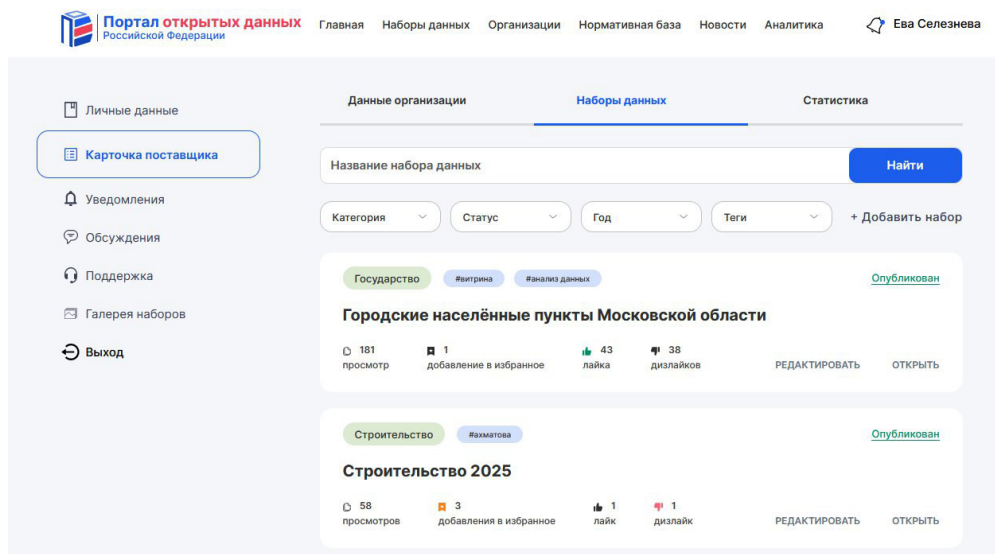 Портал открытых данных
Российской Федерации
Главная Наборы данных Организации Нормативная база Новости Аналитика Ева Селезнева
Личные данные
Карточка поставщика
Уведомления
Обсуждения
Поддержка
Галерея наборов
Выход
Данные организации Наборы данных Статистика
Название набора данных Найти
Категория Статус Год Теги + Добавить набор
Государство #витрина #анализ данных Опубликован
Городские населённые пункты Московской области
181 1 43 38
просмотр добавление в избранное лайка дизлайков РЕДАКТИРОВАТЬ ОТКРЫТЬ
Строительство #ахматова Опубликован
Строительство 2025
58 3 1 1
просмотров добавления в избранное лайк дизлайк РЕДАКТИРОВАТЬ ОТКРЫТЬ